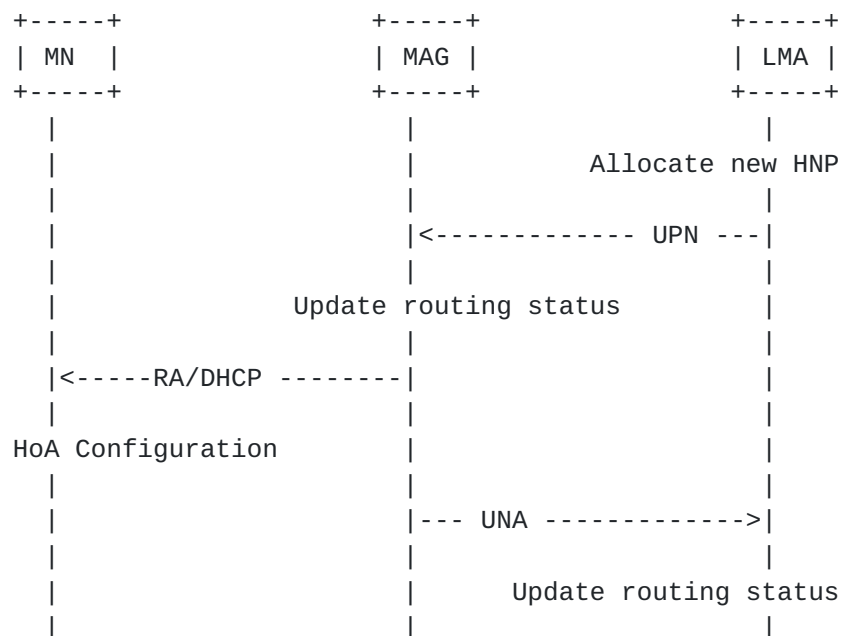 +-----+                +-----+                +-----+
| MN  |                | MAG |                | LMA |
+-----+                +-----+                +-----+
  |                       |                      |
  |                       |           Allocate new HNP
  |                       |                      |
  |                       |<------------- UPN ---|
  |                       |                      |
  |                Update routing status         |
  |                       |                      |
  |<-----RA/DHCP --------|                      |
  |                       |                      |
HoA Configuration         |                      |
  |                       |                      |
  |                       |--- UNA ------------->|
  |                       |                      |
  |                       |      Update routing status
  |                       |                      |